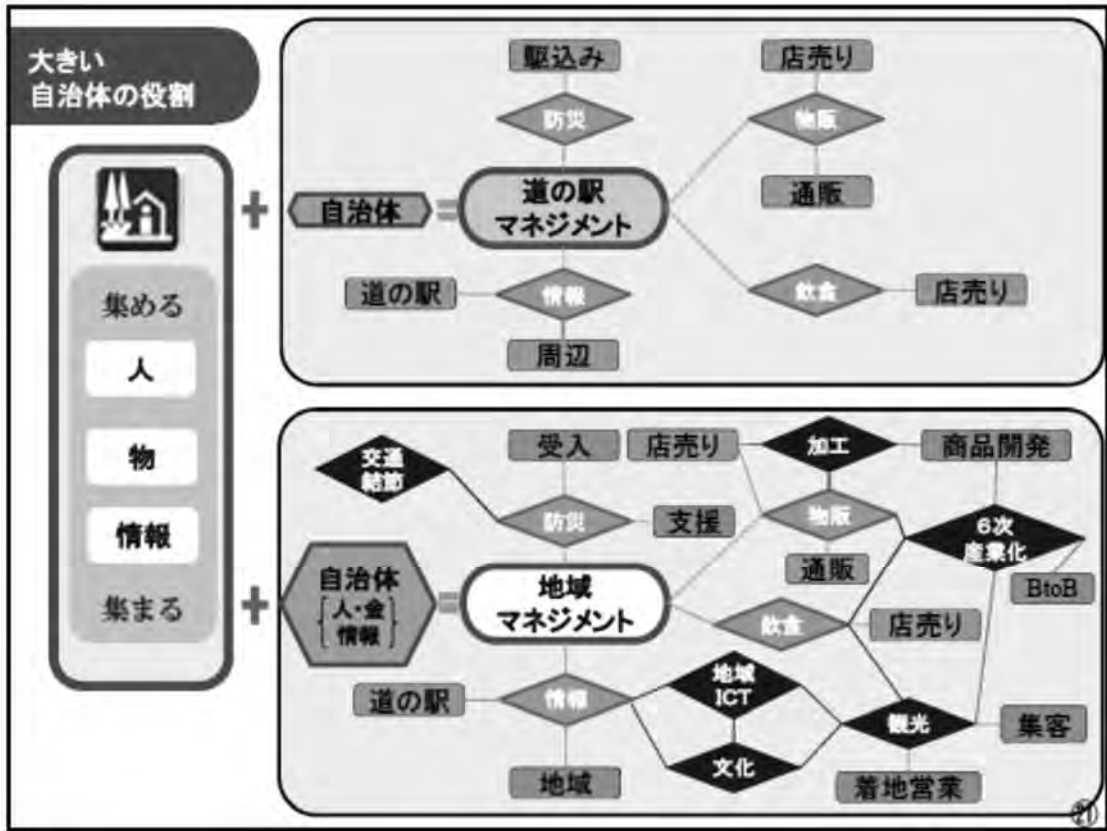 大きい
自治体の役割
集める
人
物
情報
集まる
+
自治体
=
道の駅
マネジメント
駆込み
防災
店売り
物販
通販
飲食
店売り
道の駅
情報
周辺
+
自治体
人・金
情報
=
地域
マネジメント
交通
結節
受入
防災
支援
店売り
加工
商品開発
物販
通販
6次
産業化
BtoB
飲食
店売り
道の駅
情報
地域
地域
ICT
文化
観光
集客
着地営業
㉑